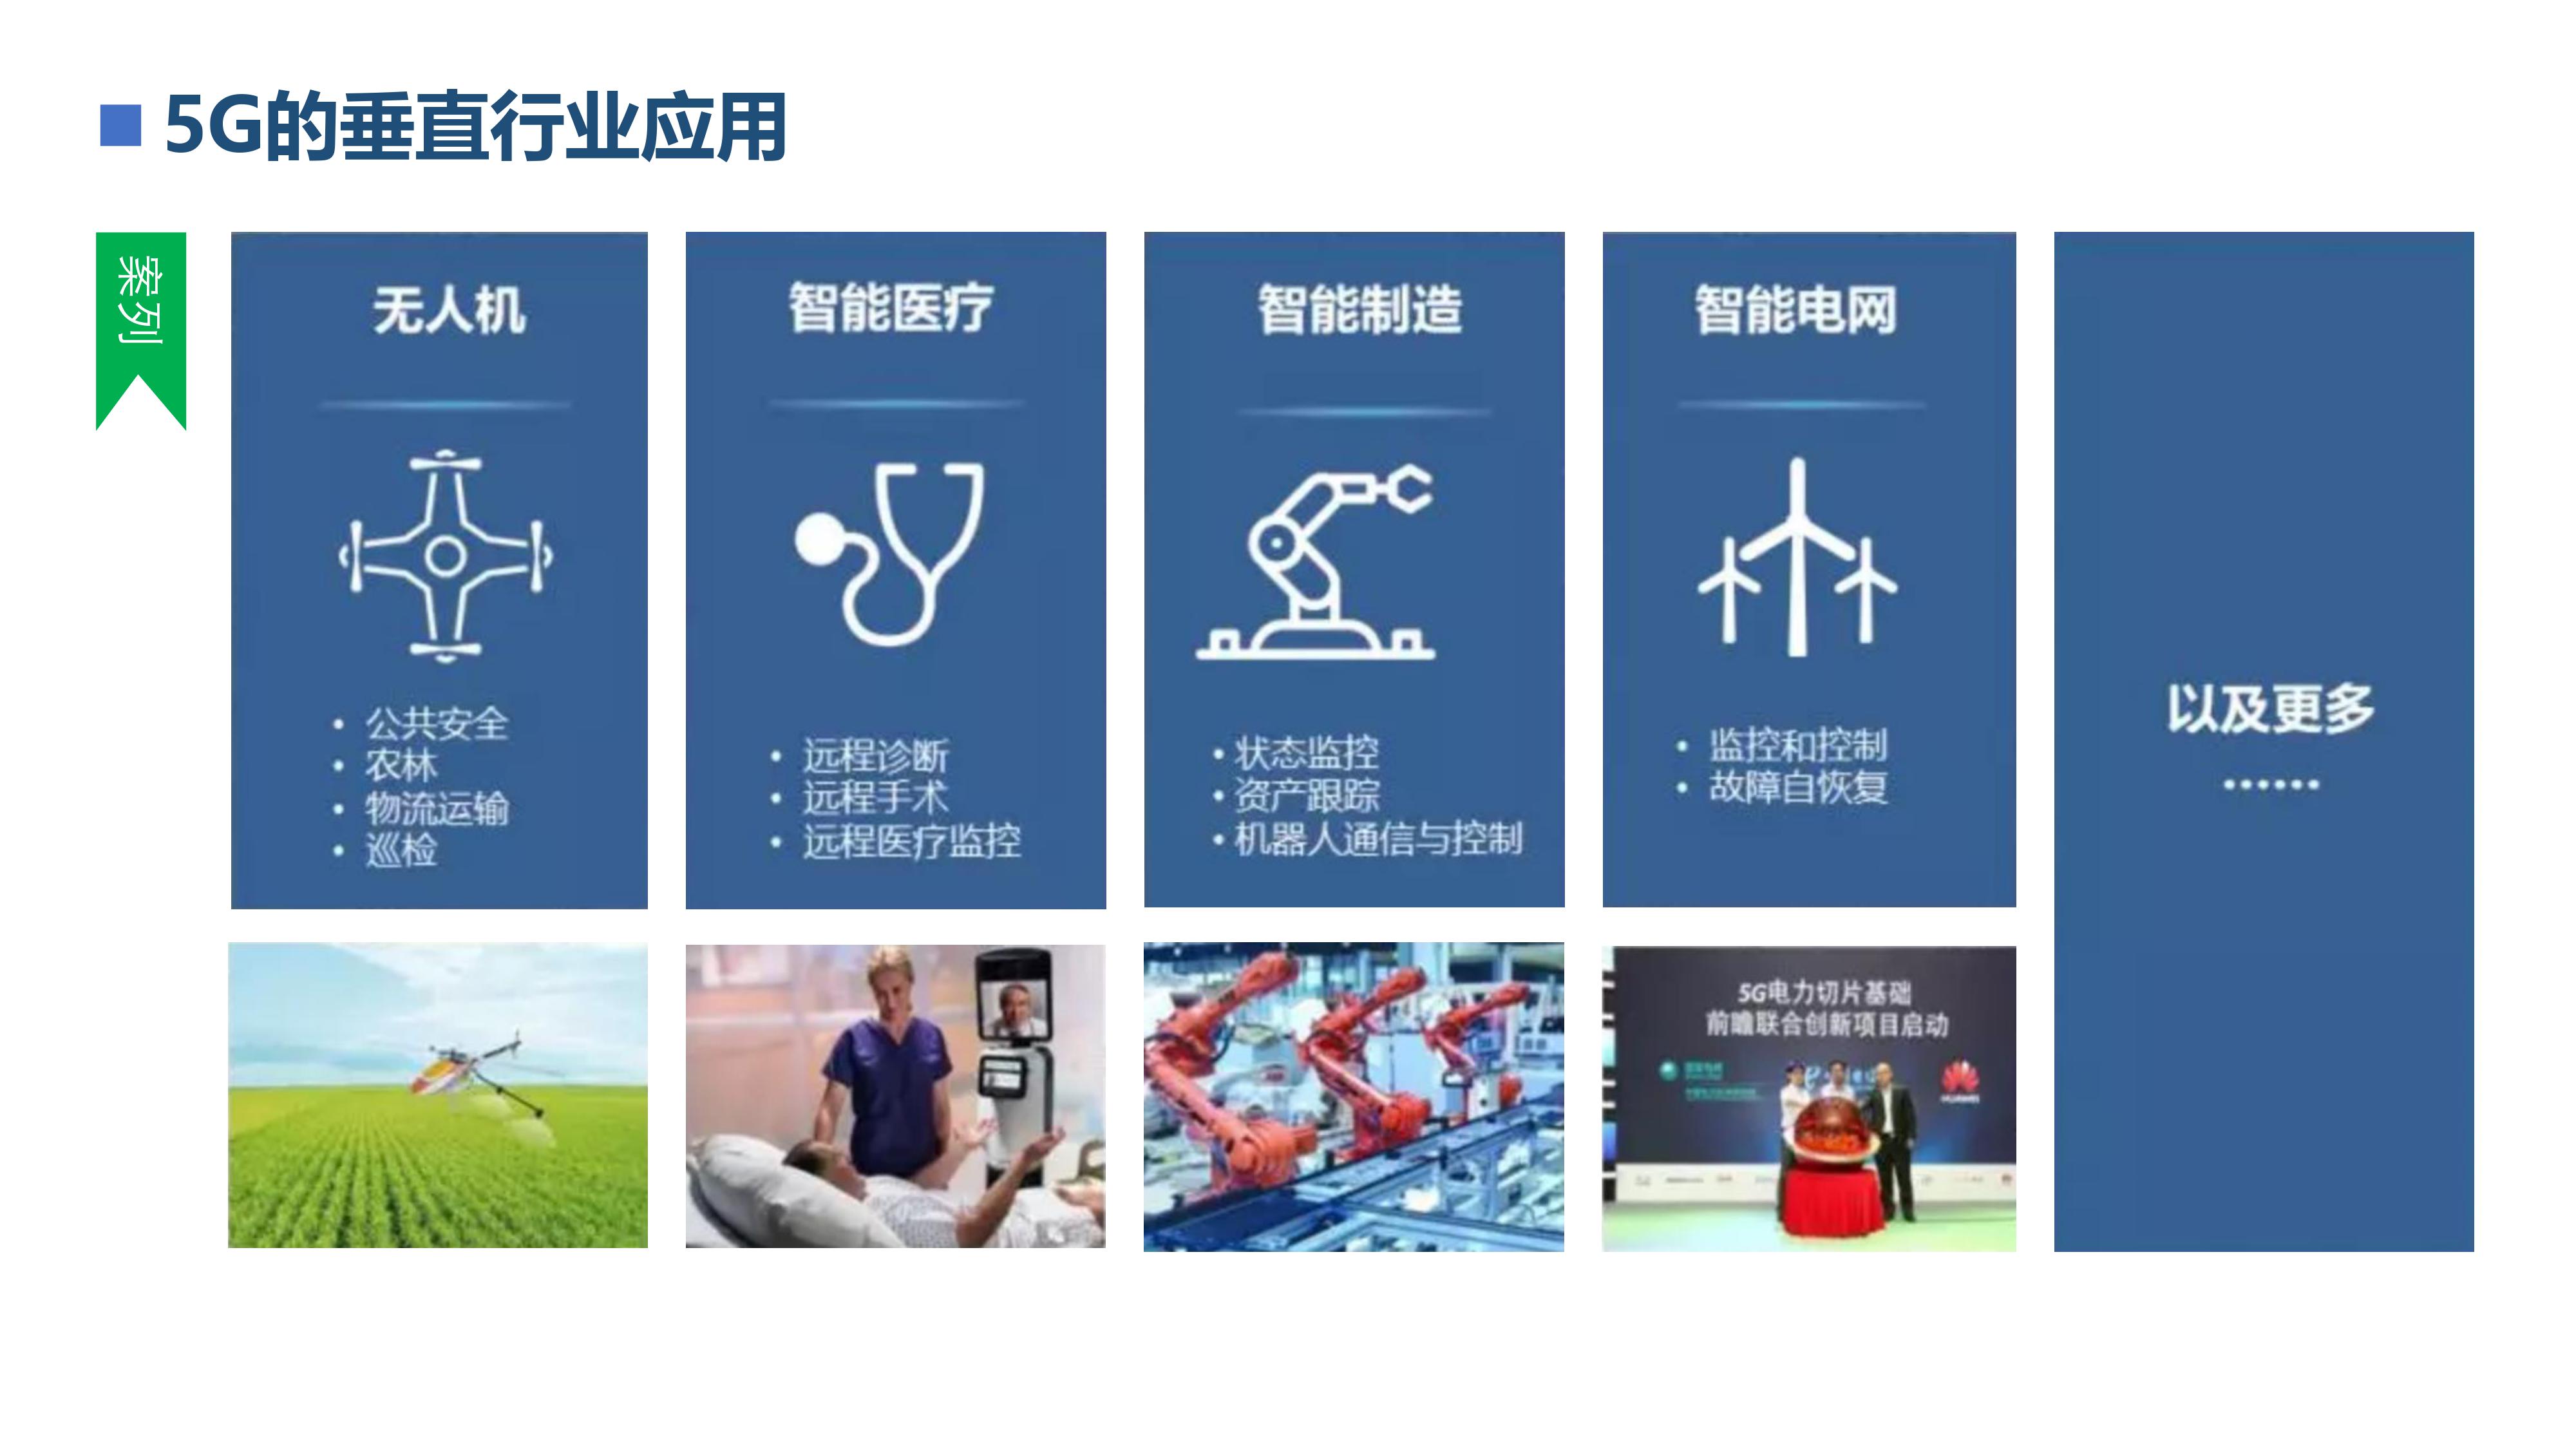 5G的垂直行业应用
案列
无人机
• 公共安全
• 农林
• 物流运输
• 巡检
智能医疗
• 远程诊断
• 远程手术
• 远程医疗监控
智能制造
• 状态监控
• 资产跟踪
• 机器人通信与控制
智能电网
• 监控和控制
• 故障自恢复
以及更多
······
5G电力切片基础
前瞻联合创新项目启动
HUAWEI